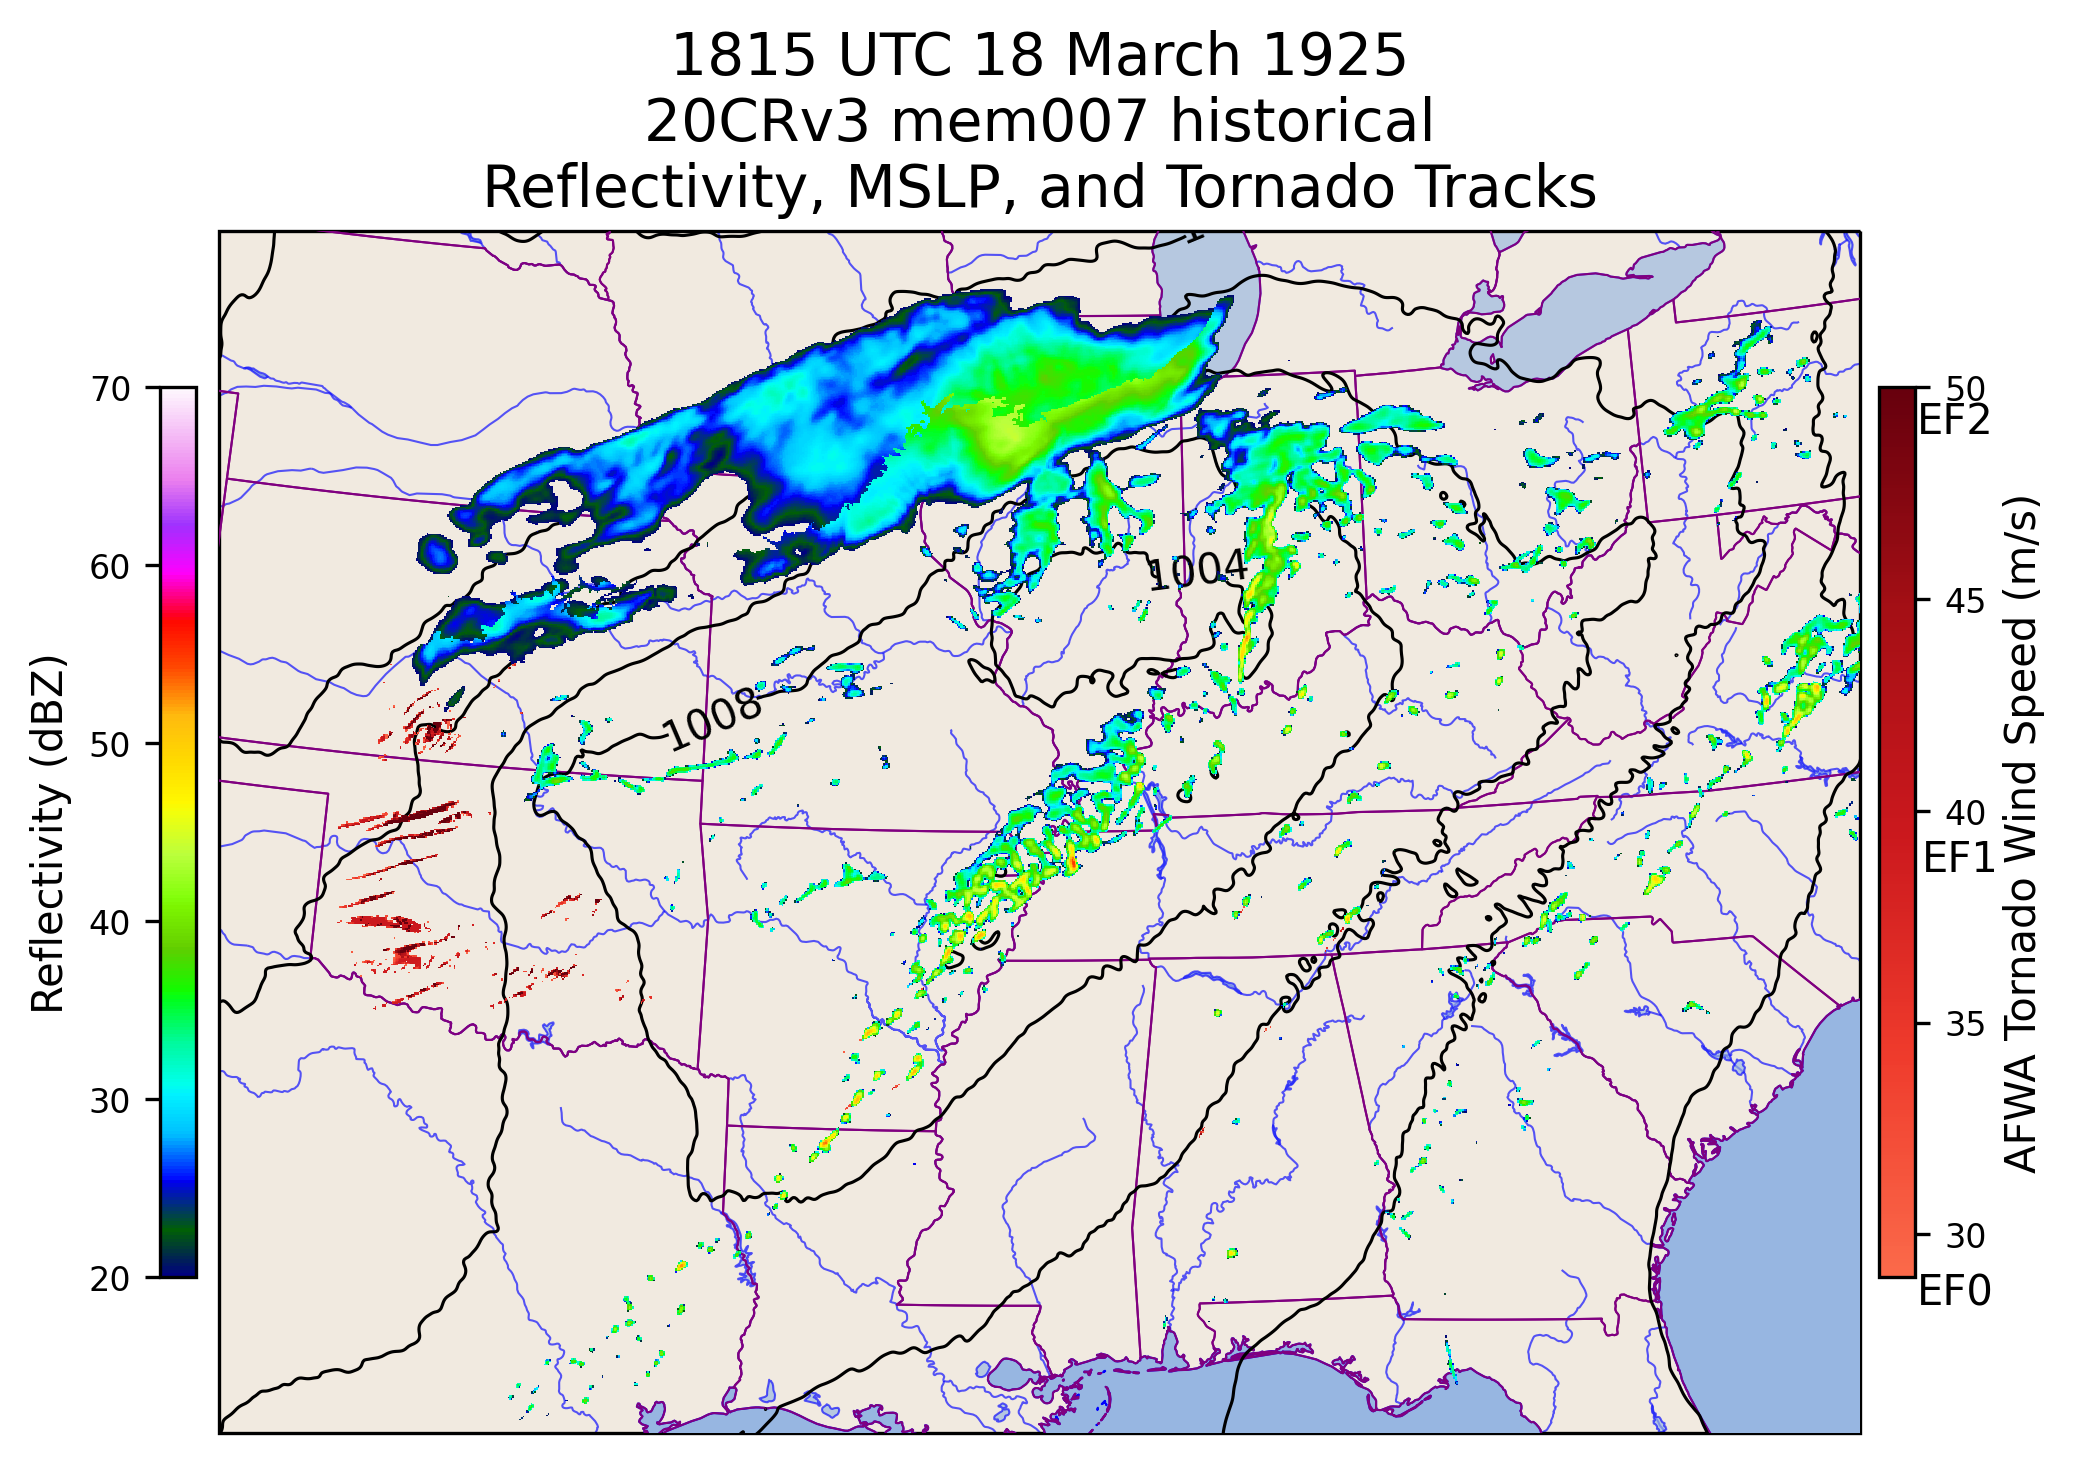 1815 UTC 18 March 1925
20CRv3 mem007 historical
Reflectivity, MSLP, and Tornado Tracks
70
60
50
40
30
20
Reflectivity (dBZ)
1004
1008
50
EF2
45
40
EF1
35
30
EF0
AFWA Tornado Wind Speed (m/s)